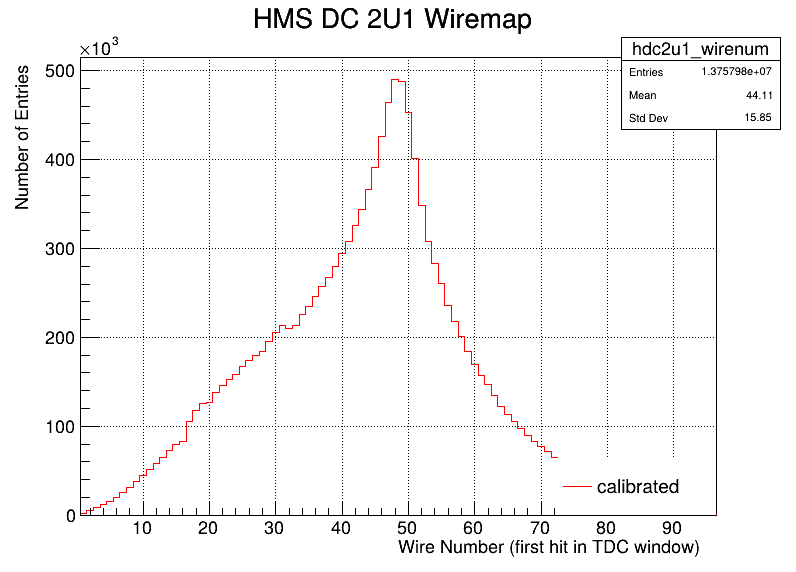 HMS DC 2U1 Wiremap
×10³
hdc2u1_wirenum
Entries 1.375798e+07
Mean 44.11
Std Dev 15.85
Number of Entries
500
400
300
200
100
0
calibrated
10 20 30 40 50 60 70 80 90
Wire Number (first hit in TDC window)